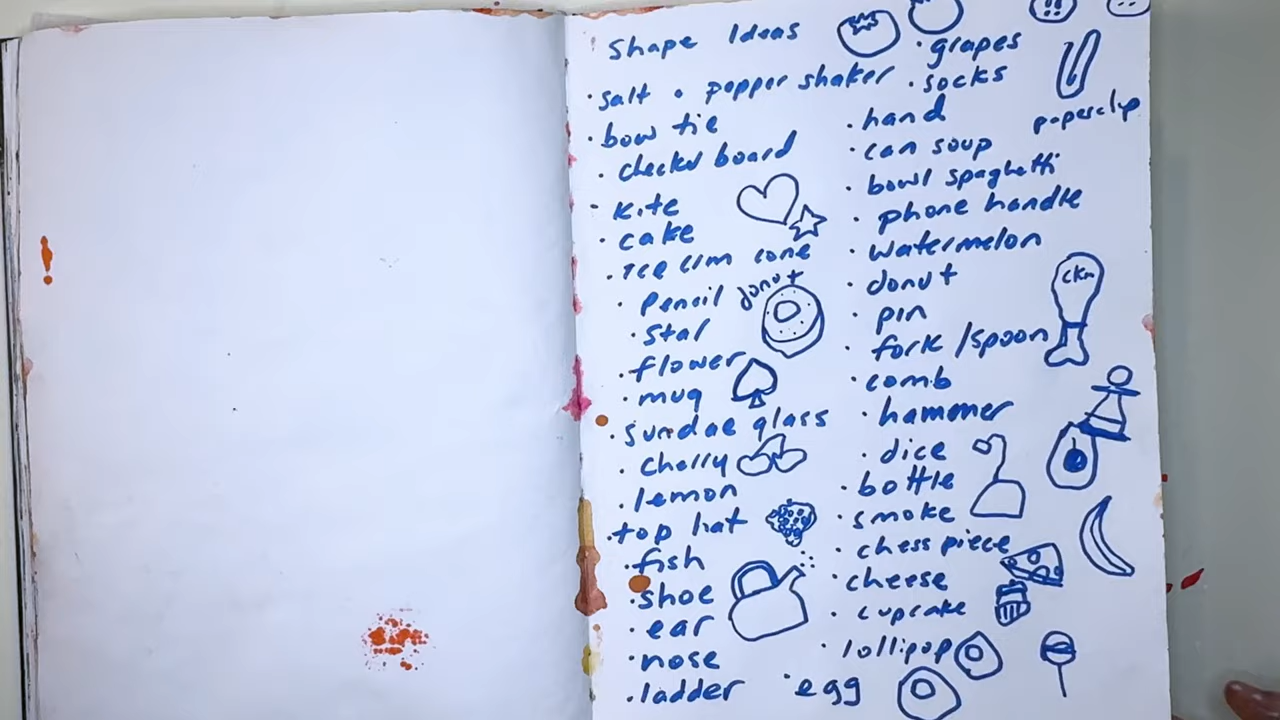 Shape Ideas
• salt • pepper shaker
• bow tie
• checker board
• kite
• cake
• Ice crm cone
• pencil
donut
• star
• flower
• mug
• sundae glass
• cherry
• lemon
• top hat
• fish
• shoe
• ear
• nose
• ladder
• egg
• grapes
• socks
paperclip
• hand
• can soup
• bowl spaghetti
• phone handle
• watermelon
• donut
ckn
• pin
• fork / spoon
• comb
• hammer
• dice
• bottle
• smoke
• chess piece
• cheese
• cupcake
• lollipop